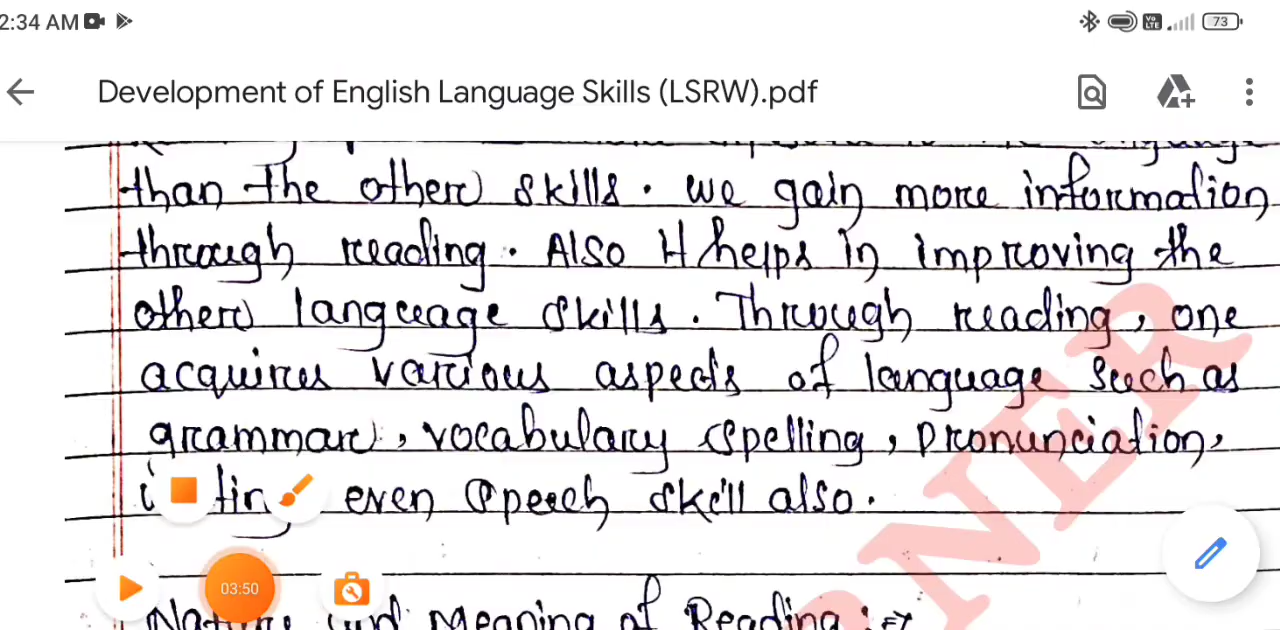 2:34 AM
73
Development of English Language Skills (LSRW).pdf
than the other skills. we gain more information
through reading. Also it helps in improving the
other language skills. Through reading, one
acquires various aspects of language such as
grammar, vocabulary spelling, pronunciation,
even speech skill also.
03:50
Meaning of Reading :
NER